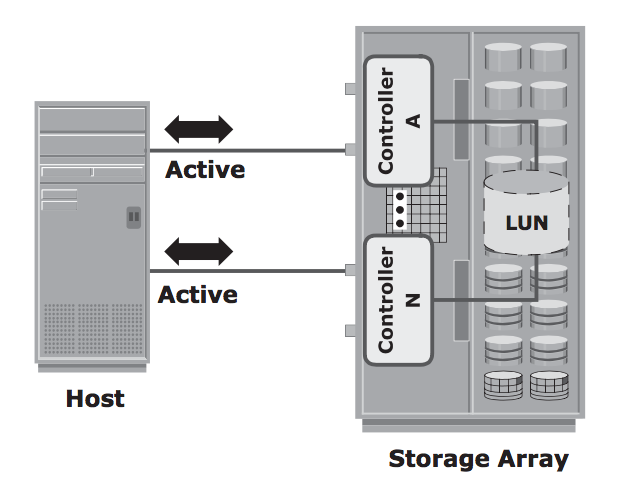 Controller
A
Active
LUN
Active
Controller
N
Host
Storage Array